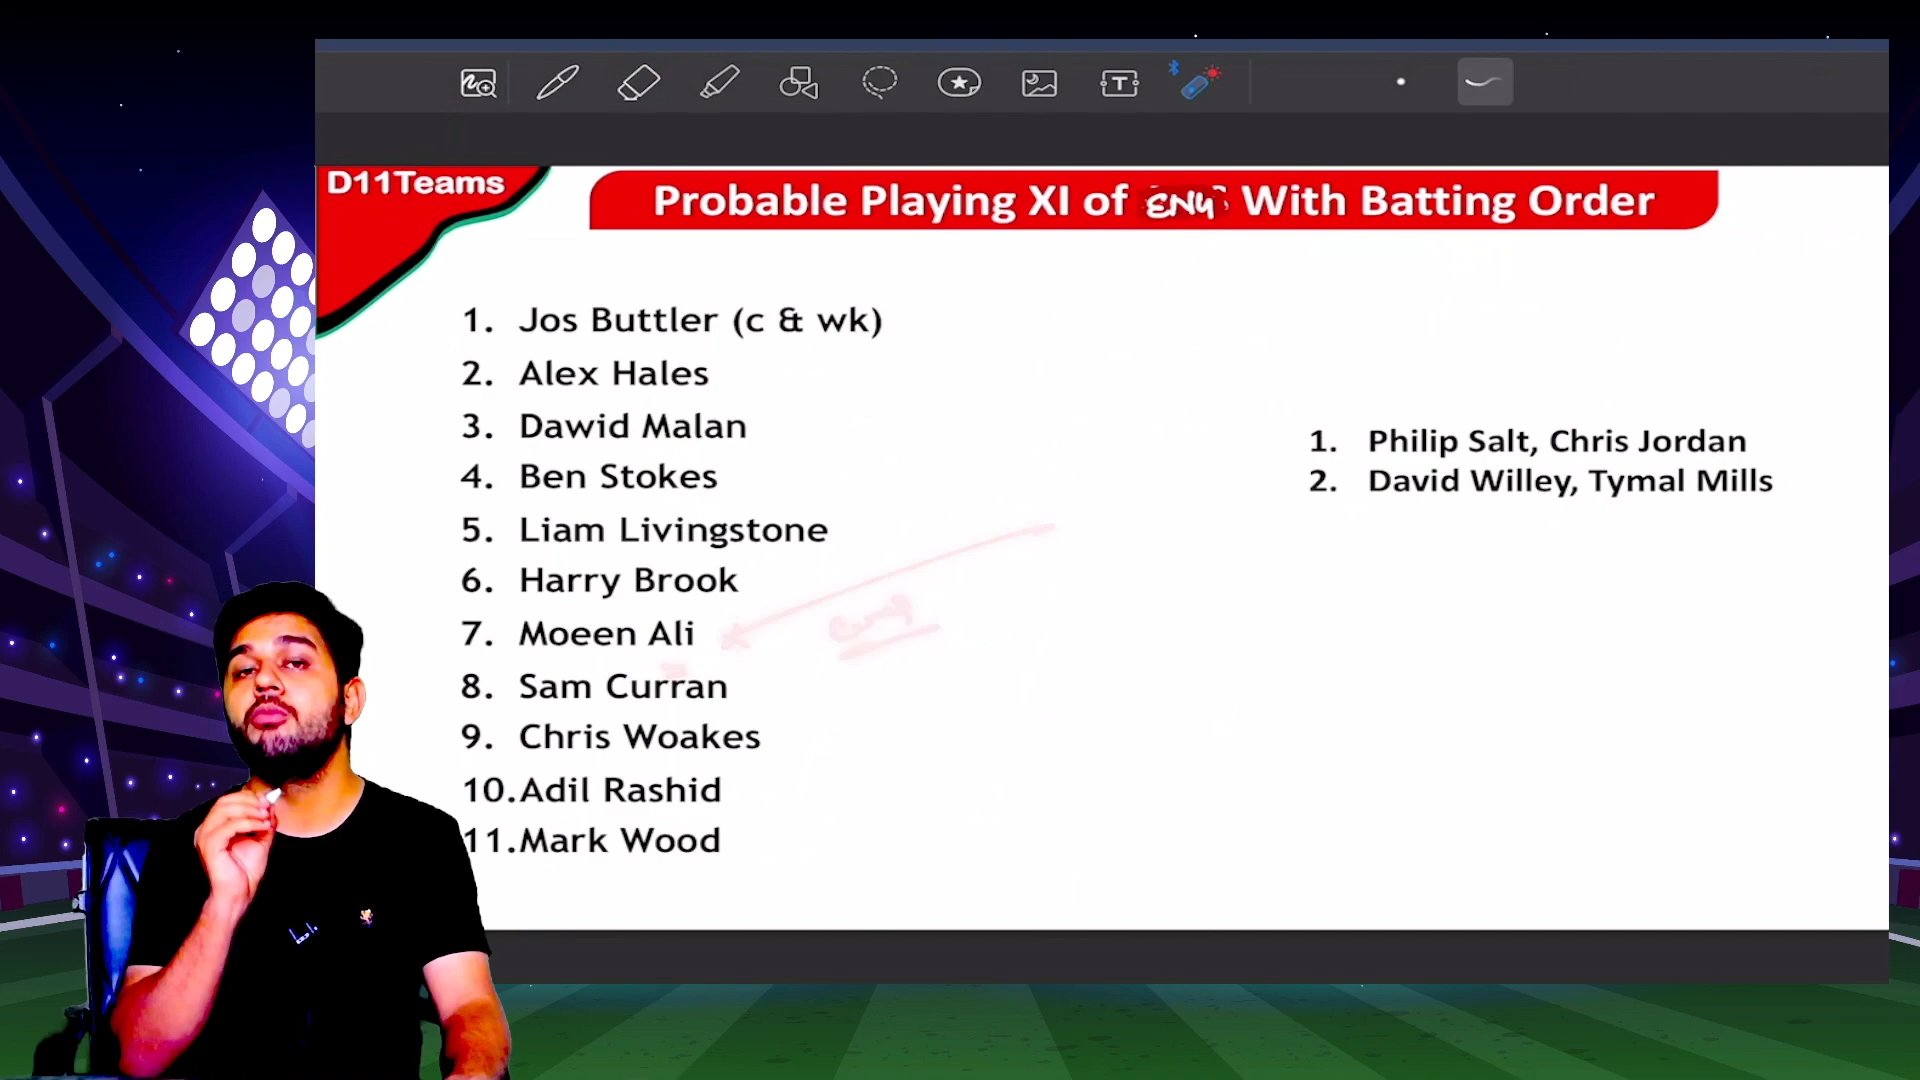 D11Teams
Probable Playing XI of ENG With Batting Order
1. Jos Buttler (c & wk)
2. Alex Hales
3. Dawid Malan
4. Ben Stokes
5. Liam Livingstone
6. Harry Brook
7. Moeen Ali
8. Sam Curran
9. Chris Woakes
10.Adil Rashid
11.Mark Wood
1. Philip Salt, Chris Jordan
2. David Willey, Tymal Mills